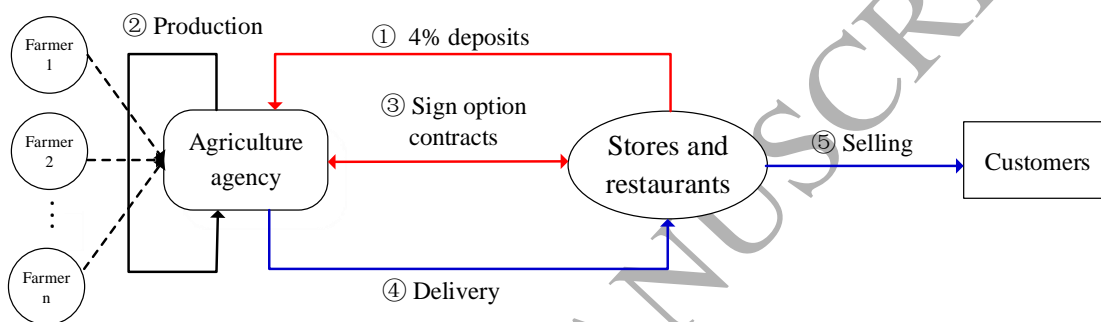 ② Production
① 4% deposits
Farmer
1
③ Sign option
contracts
Agriculture
agency
Farmer
2
Stores and
restaurants
⑤ Selling
Customers
Farmer
n
④ Delivery
NUSCRI